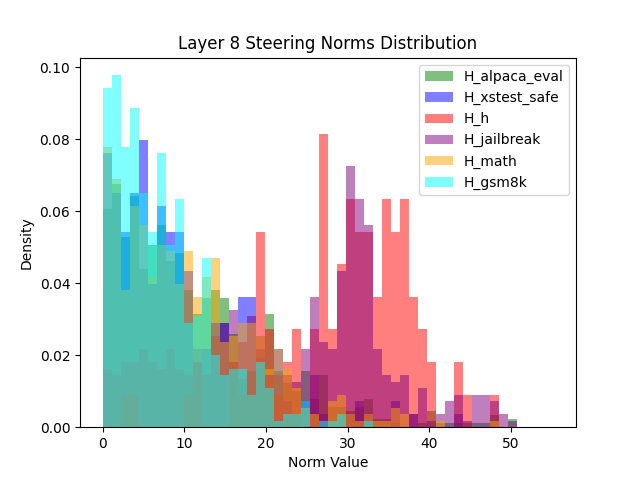 Layer 8 Steering Norms Distribution
H_alpaca_eval
H_xstest_safe
H_h
H_jailbreak
H_math
H_gsm8k
0.10
0.08
0.06
0.04
0.02
0.00
Density
0 10 20 30 40 50
Norm Value